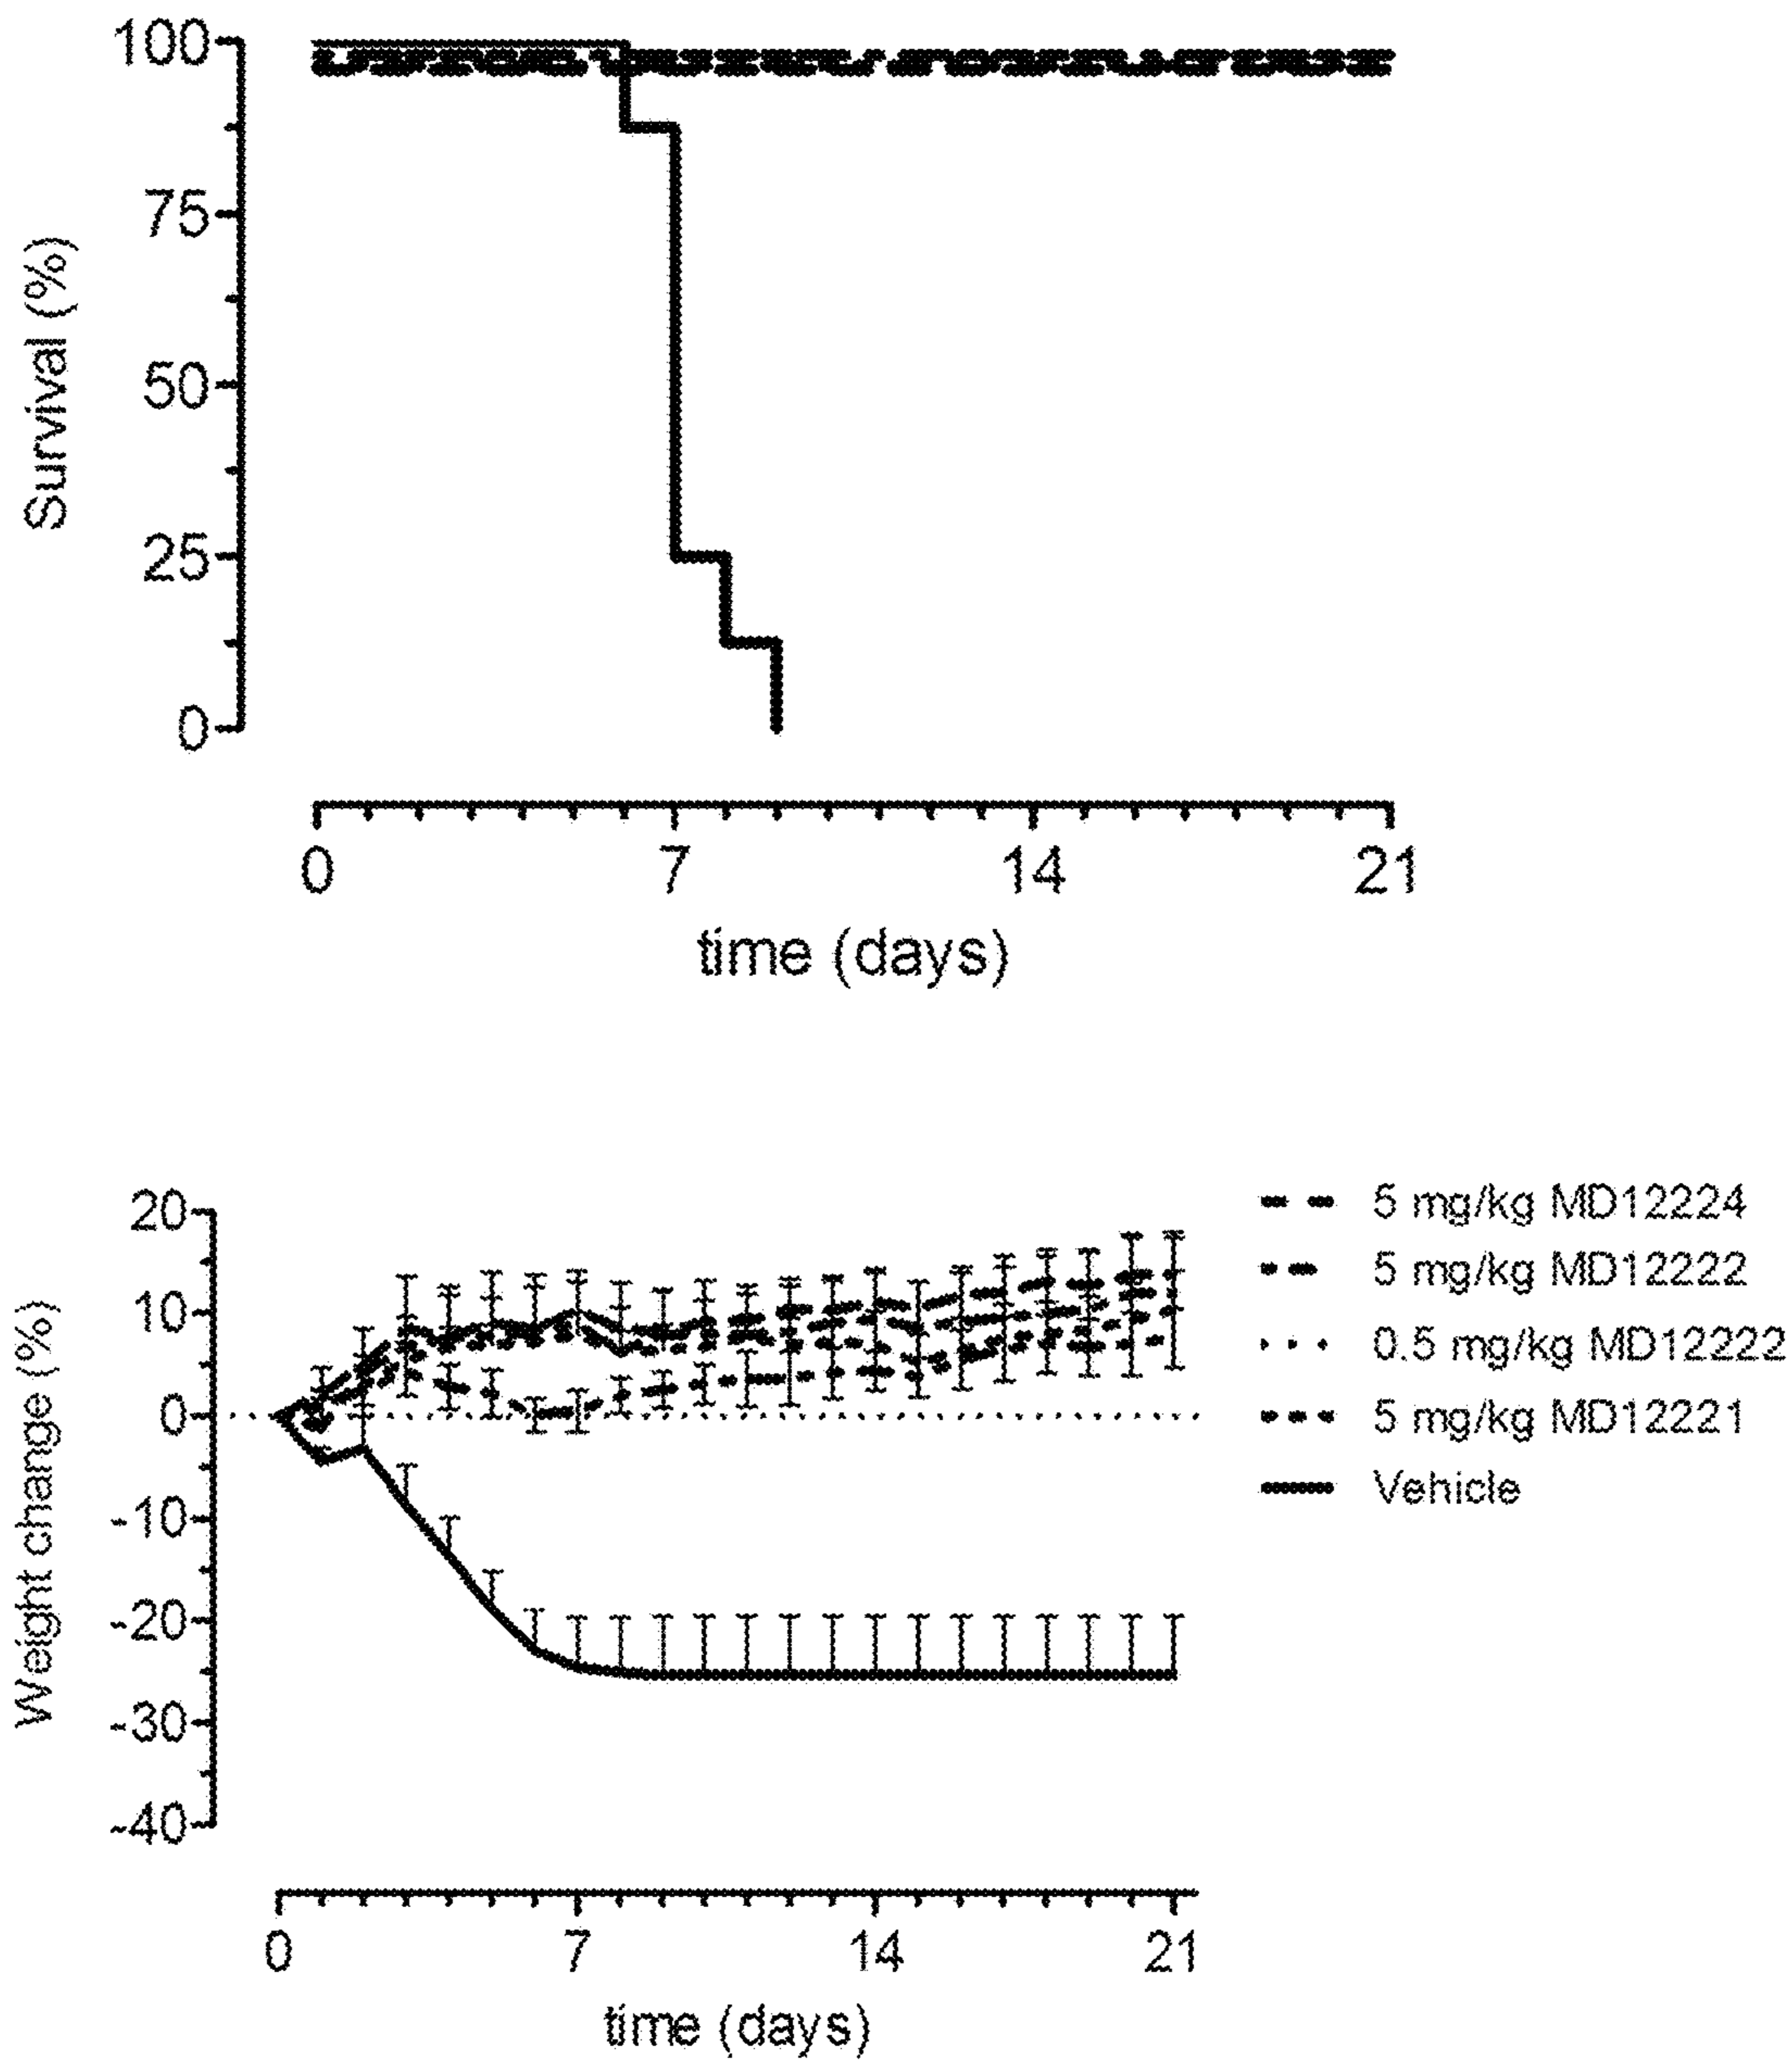 Survival (%)
100
75
50
25
0
0 7 14 21
time (days)
Weight change (%)
20
10
0
-10
-20
-30
-40
0 7 14 21
time (days)
5 mg/kg MD12224
5 mg/kg MD12222
0.5 mg/kg MD12222
5 mg/kg MD12221
Vehicle